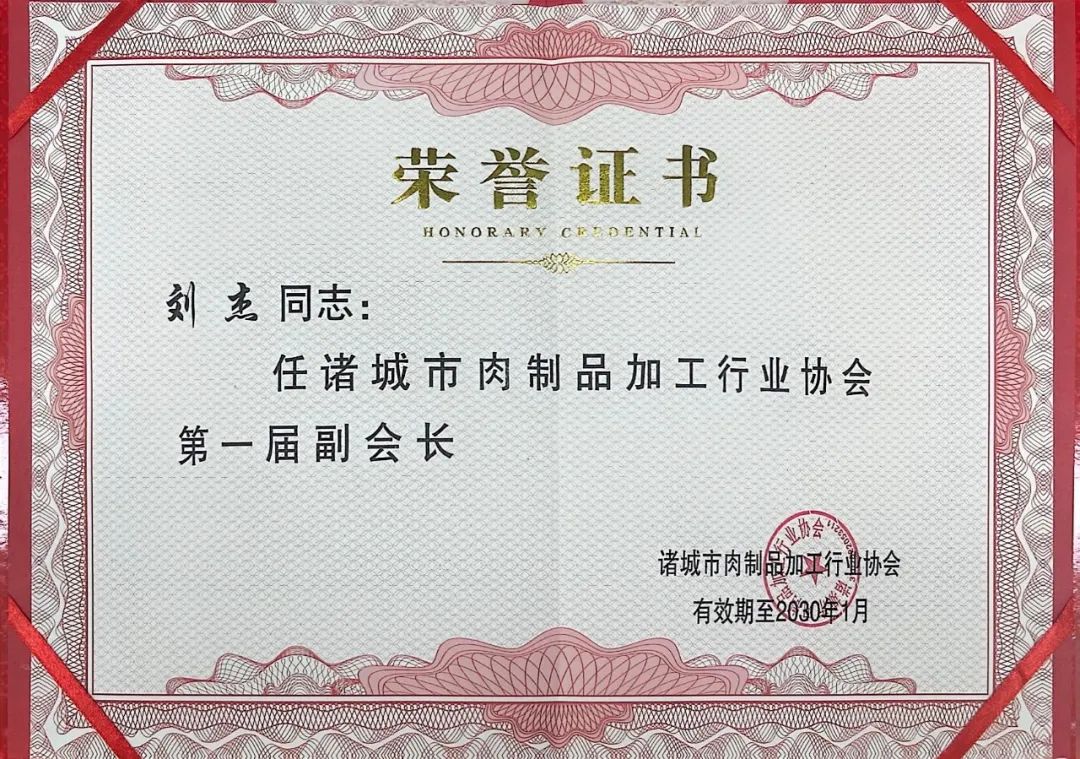 荣誉证书
HONORARY CREDENTIAL
刘杰同志:
任诸城市肉制品加工行业协会
第一届副会长
诸城市肉制品加工行业协会
有效期至2030年1月